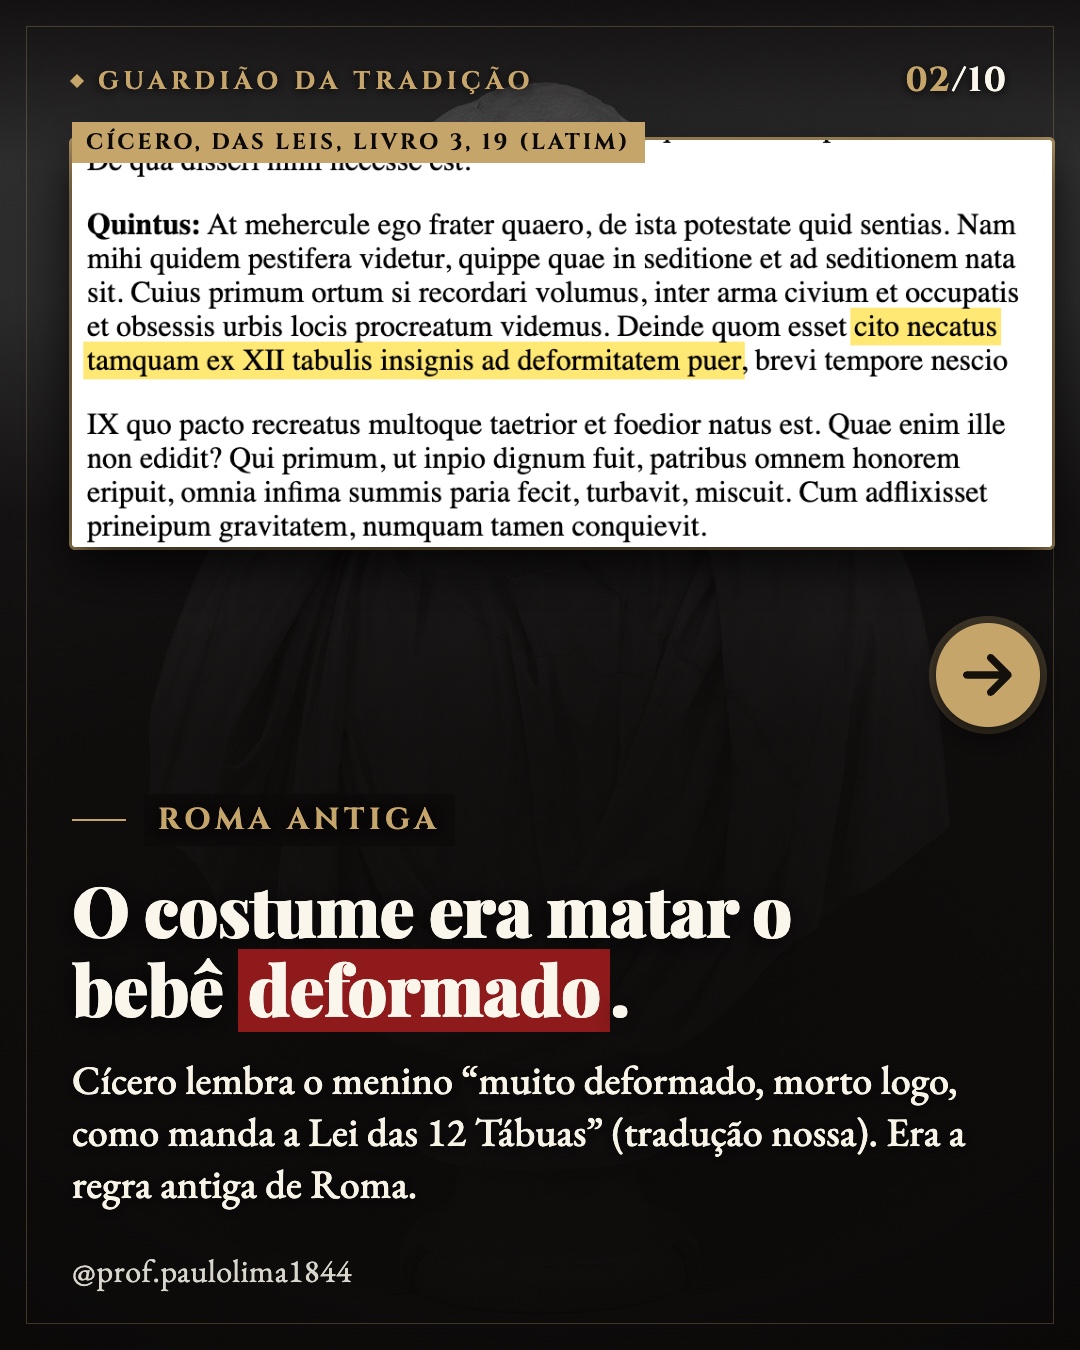 GUARDIÃO DA TRADIÇÃO
02/10
CÍCERO, DAS LEIS, LIVRO 3, 19 (LATIM)
De qua disseri mihi necesse est.
Quintus: At mehercule ego frater quaero, de ista potestate quid sentias. Nam
mihi quidem pestifera videtur, quippe quae in seditione et ad seditionem nata
sit. Cuius primum ortum si recordari volumus, inter arma civium et occupatis
et obsessis urbis locis procreatum videmus. Deinde quom esset cito necatus
tamquam ex XII tabulis insignis ad deformitatem puer, brevi tempore nescio
IX quo pacto recreatus multoque taetrior et foedior natus est. Quae enim ille
non edidit? Qui primum, ut inpio dignum fuit, patribus omnem honorem
eripuit, omnia infima summis paria fecit, turbavit, miscuit. Cum adflixisset
prineipum gravitatem, numquam tamen conquievit.
ROMA ANTIGA
O costume era matar o
bebê deformado.
Cícero lembra o menino “muito deformado, morto logo,
como manda a Lei das 12 Tábuas” (tradução nossa). Era a
regra antiga de Roma.
@prof.paulolima1844